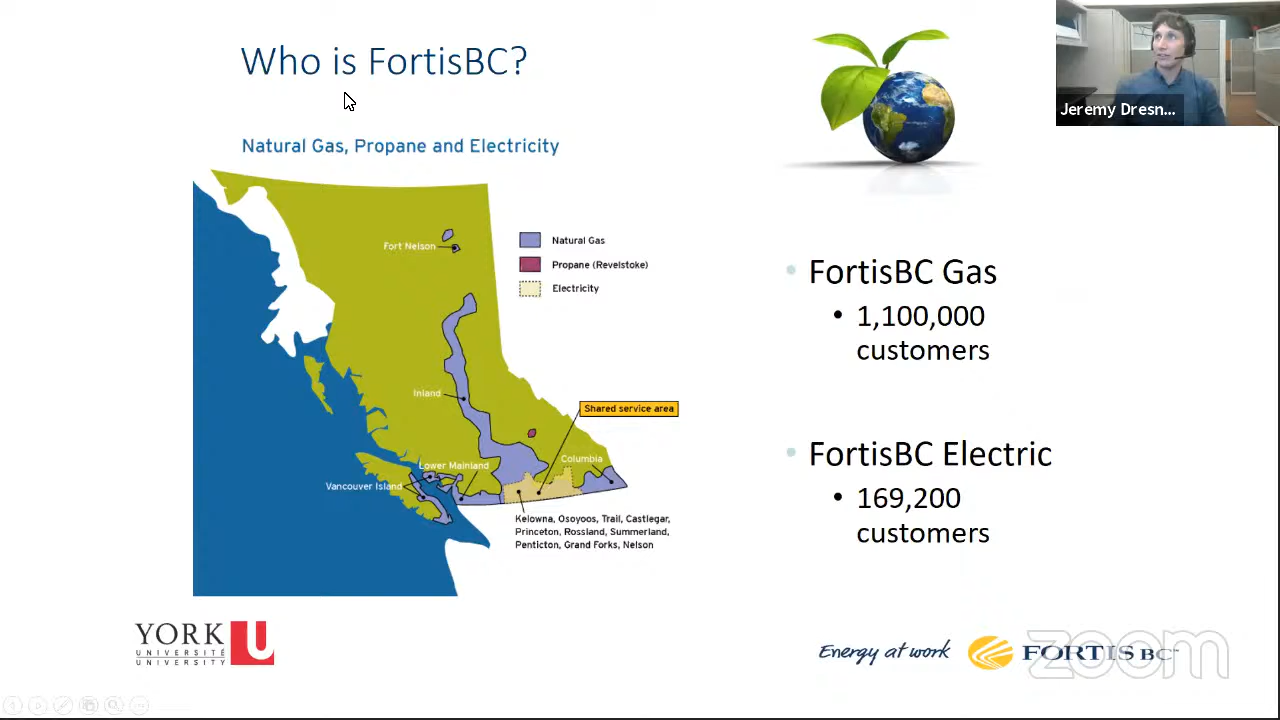 Who is FortisBC?
Jeremy Dresn...
Natural Gas, Propane and Electricity
Fort Nelson
Natural Gas
Propane (Revelstoke)
Electricity
Inland
Shared service area
Lower Mainland
Columbia
Vancouver Island
Kelowna, Osoyoos, Trail, Castlegar,
Princeton, Rossland, Summerland,
Penticton, Grand Forks, Nelson
• FortisBC Gas
• 1,100,000
customers
• FortisBC Electric
• 169,200
customers
YORK U
UNIVERSITÉ
UNIVERSITY
Energy at work
FORTIS BC™
zoom